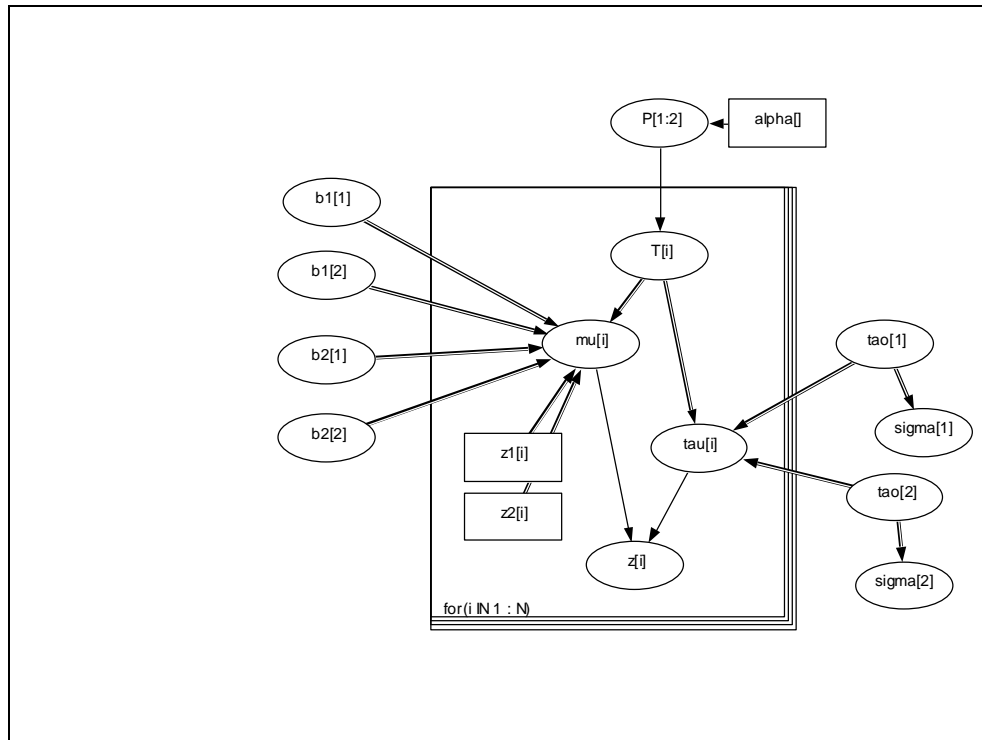 P[1:2]
alpha[]
b1[1]
T[i]
b1[2]
mu[i]
tao[1]
b2[1]
b2[2]
sigma[1]
tau[i]
z1[i]
tao[2]
z2[i]
z[i]
sigma[2]
for(i IN 1 : N)